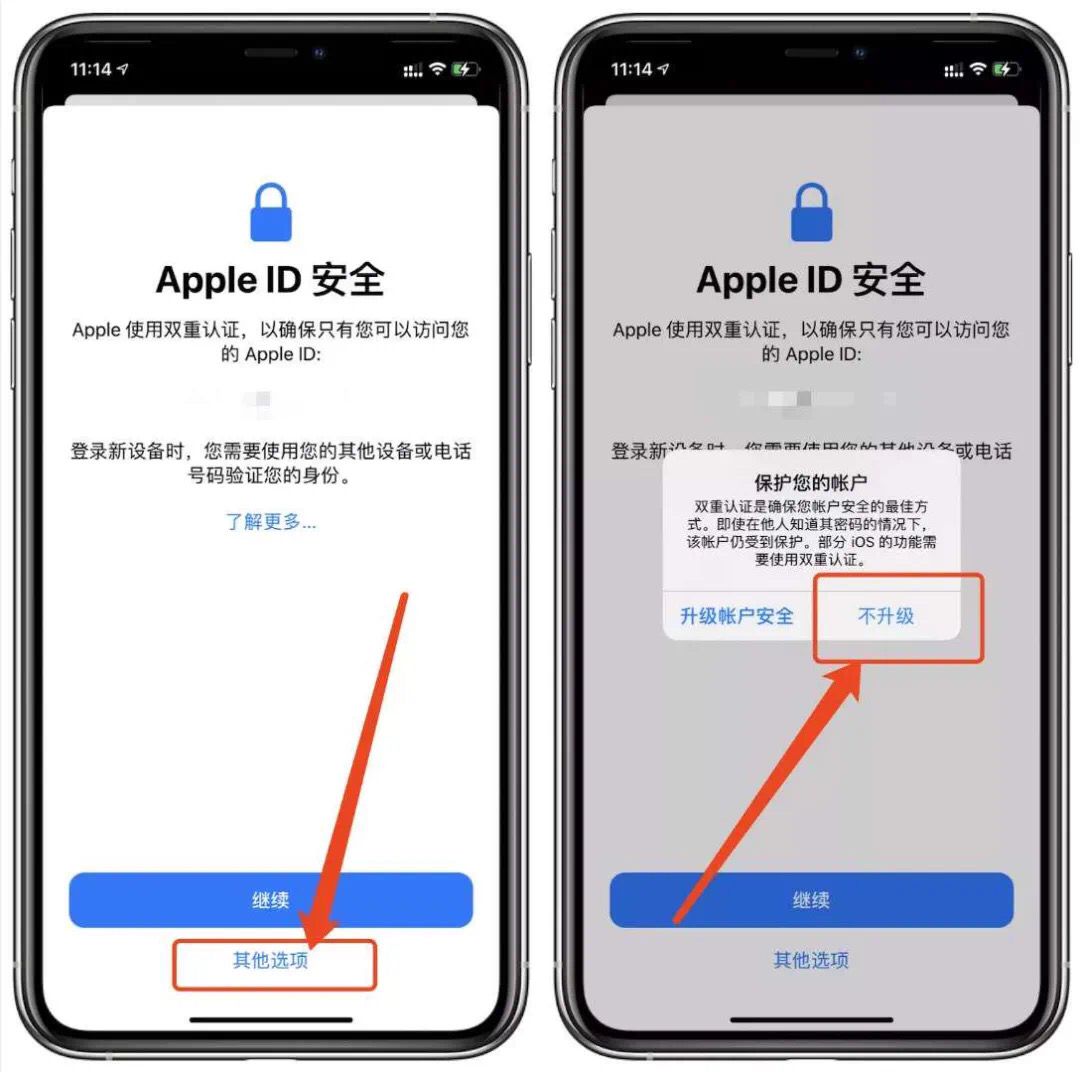 11:14
Apple ID 安全
Apple 使用双重认证，以确保只有您可以访问您
的 Apple ID:
登录新设备时，您需要使用您的其他设备或电话
号码验证您的身份。
了解更多...
继续
其他选项
11:14
Apple ID 安全
Apple 使用双重认证，以确保只有您可以访问您
的 Apple ID:
登录新设备时，您需要使用您的其他设备或电话
保护您的帐户
双重认证是确保您帐户安全的最佳方
式。即使在他人知道其密码的情况下，
该帐户仍受到保护。部分 iOS 的功能需
要使用双重认证。
升级帐户安全
不升级
继续
其他选项